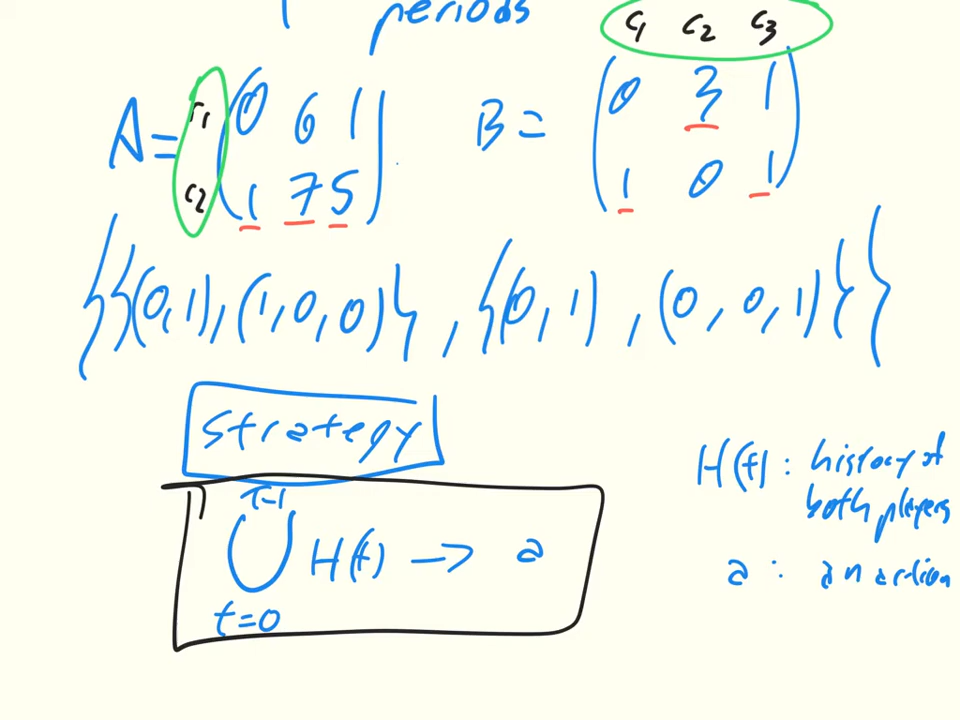 T periods
c1 c2 c3
A = r1 c2 (0 6 1
1 7 5) B = (0 3 1
1 0 1)
{{(0,1),(1,0,0)}, {(0,1), (0,0,1)}}
strategy
T-1
⋃ H(t) -> a
t=0
H(t) : history of
both players
a : an action